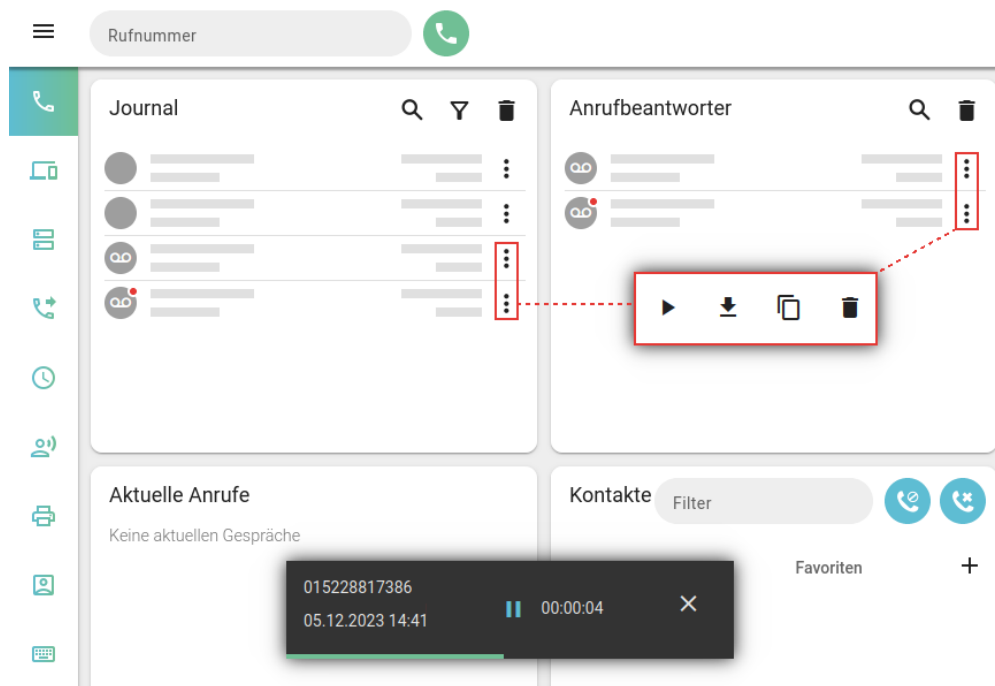 Rufnummer
Journal
Anrufbeantworter
Aktuelle Anrufe
Keine aktuellen Gespräche
Kontakte
Filter
Favoriten
015228817386
05.12.2023 14:41
00:00:04